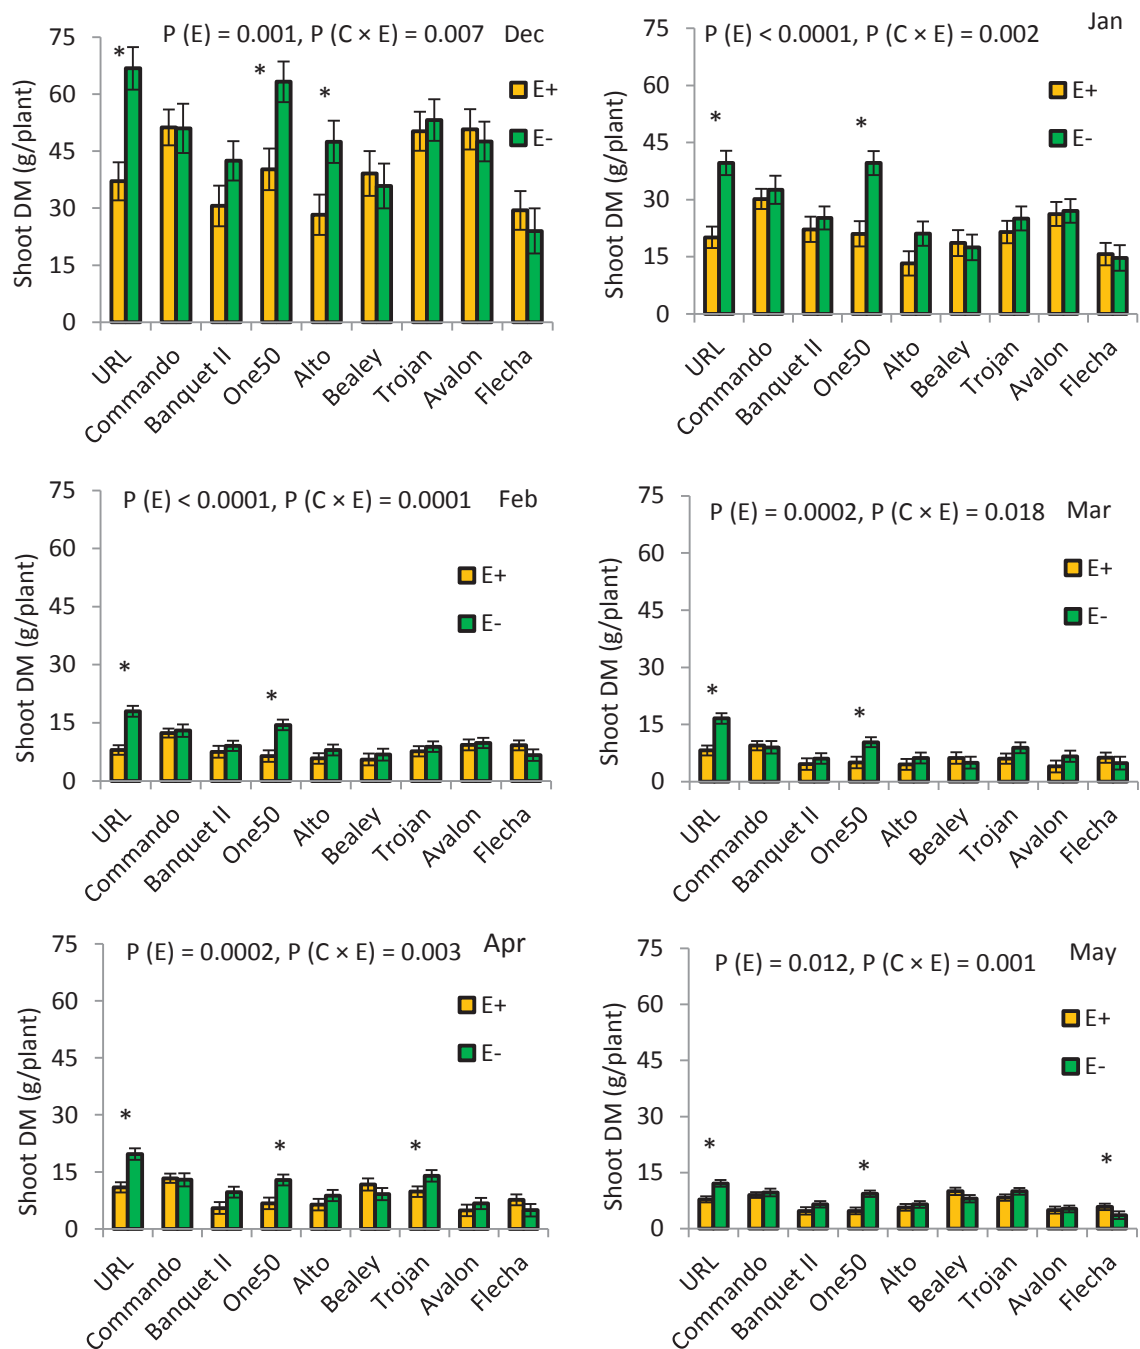 P (E) = 0.001, P (C × E) = 0.007 Dec
Shoot DM (g/plant)
75
60
45
30
15
0
*
*
*
E+
E-
URL
Commando
Banquet II
One50
Alto
Bealey
Trojan
Avalon
Flecha
Jan
P (E) < 0.0001, P (C × E) = 0.002
Shoot DM (g/plant)
75
60
45
30
15
0
*
*
E+
E-
URL
Commando
Banquet II
One50
Alto
Bealey
Trojan
Avalon
Flecha
P (E) < 0.0001, P (C × E) = 0.0001 Feb
Shoot DM (g/plant)
75
60
45
30
15
0
*
*
E+
E-
URL
Commando
Banquet II
One50
Alto
Bealey
Trojan
Avalon
Flecha
P (E) = 0.0002, P (C × E) = 0.018 Mar
Shoot DM (g/plant)
75
60
45
30
15
0
*
*
E+
E-
URL
Commando
Banquet II
One50
Alto
Bealey
Trojan
Avalon
Flecha
P (E) = 0.0002, P (C × E) = 0.003 Apr
Shoot DM (g/plant)
75
60
45
30
15
0
*
*
*
E+
E-
URL
Commando
Banquet II
One50
Alto
Bealey
Trojan
Avalon
Flecha
P (E) = 0.012, P (C × E) = 0.001 May
Shoot DM (g/plant)
75
60
45
30
15
0
*
*
*
E+
E-
URL
Commando
Banquet II
One50
Alto
Bealey
Trojan
Avalon
Flecha